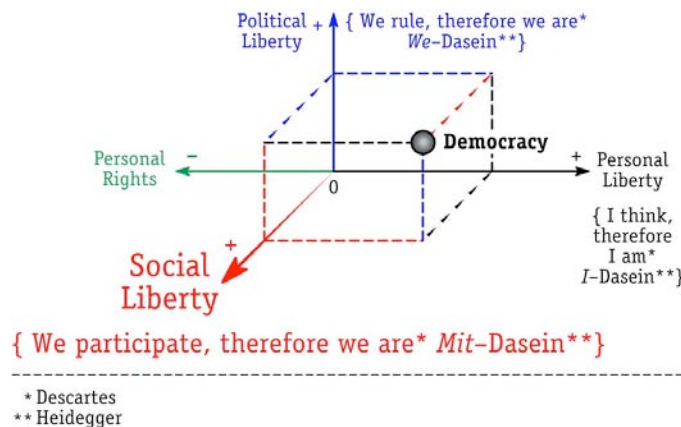 Political
Liberty
+
{ We rule, therefore we are*
We–Dasein**}
Democracy
–
Personal
Rights
0
+
Personal
Liberty
{ I think,
therefore
I am*
I–Dasein**}
+
Social
Liberty
{ We participate, therefore we are* Mit–Dasein**}
* Descartes
** Heidegger